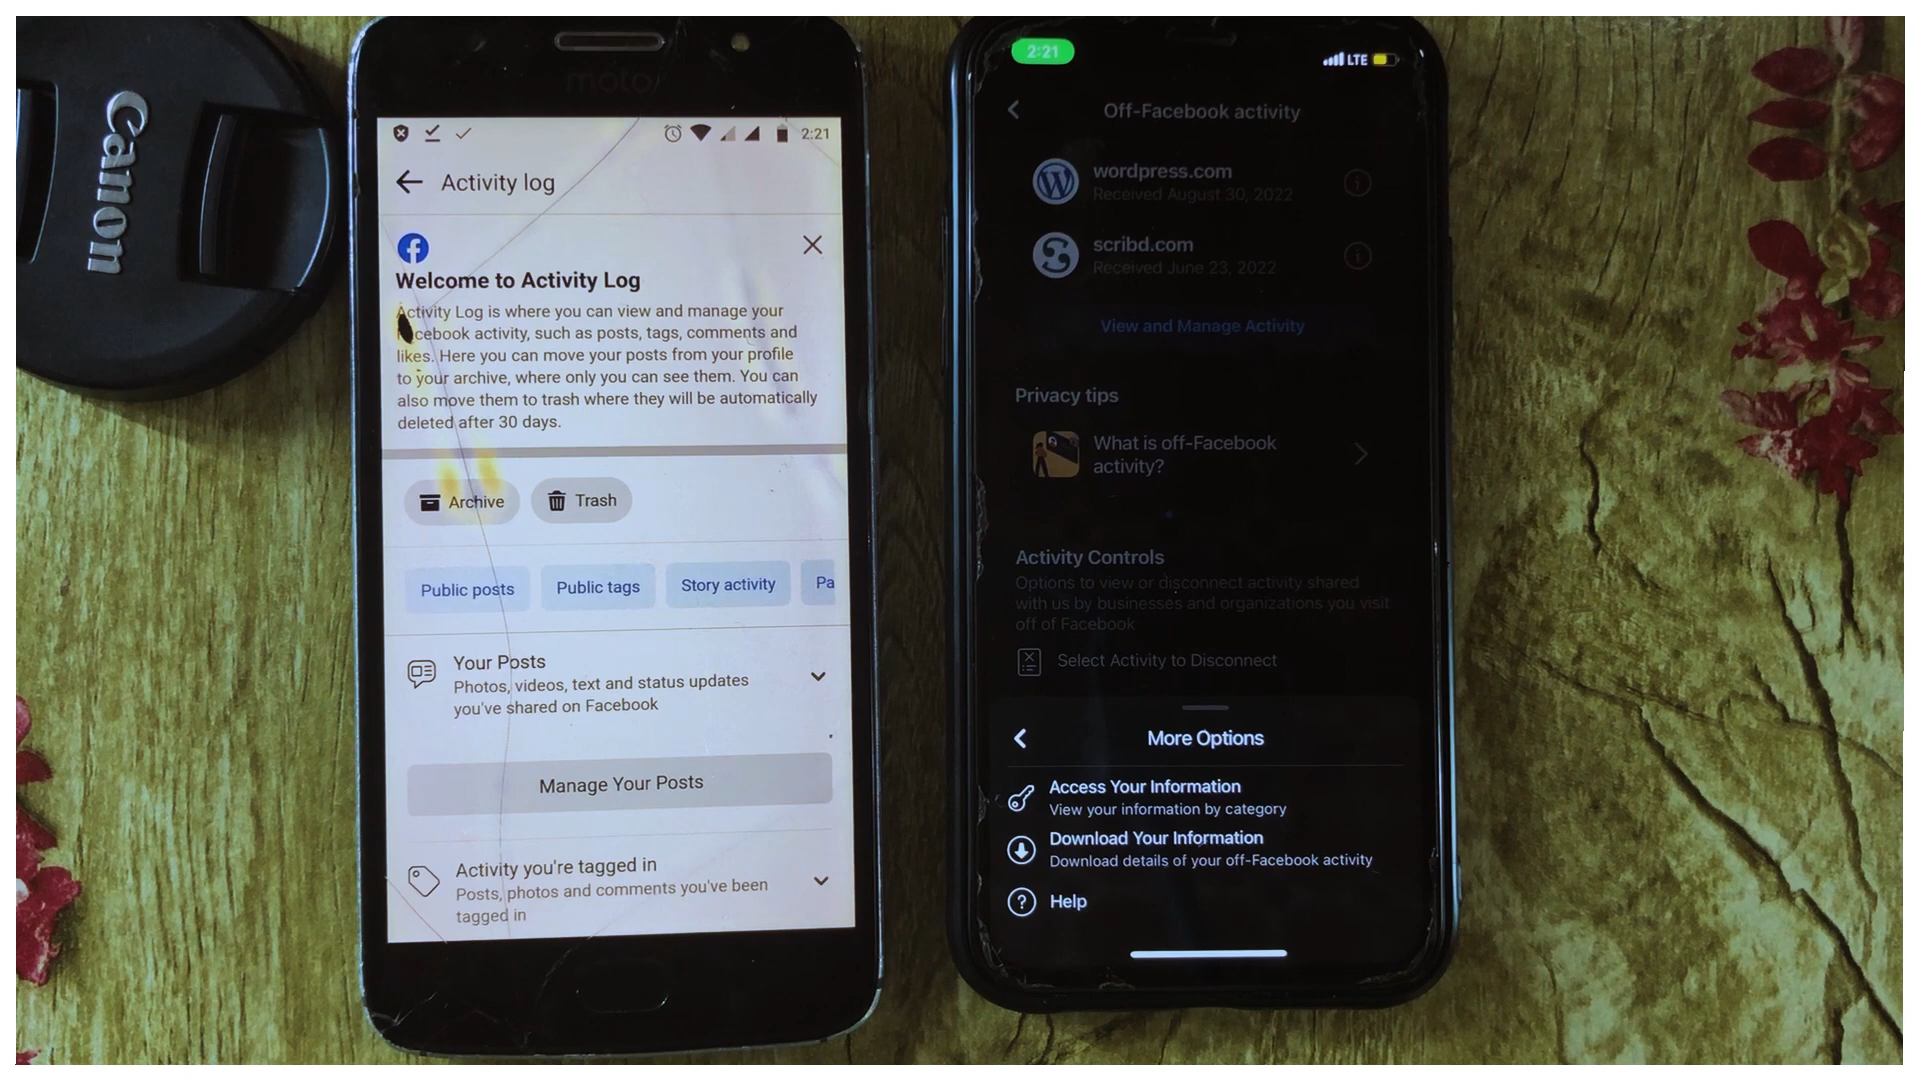 Canon
moto
2:21
Activity log
Welcome to Activity Log
Activity Log is where you can view and manage your
Facebook activity, such as posts, tags, comments and
likes. Here you can move your posts from your profile
to your archive, where only you can see them. You can
also move them to trash where they will be automatically
deleted after 30 days.
Archive
Trash
Public posts
Public tags
Story activity
Pa
Your Posts
Photos, videos, text and status updates
you've shared on Facebook
Manage Your Posts
Activity you're tagged in
Posts, photos and comments you've been
tagged in
2:21
LTE
Off-Facebook activity
wordpress.com
Received August 30, 2022
scribd.com
Received June 23, 2022
View and Manage Activity
Privacy tips
What is off-Facebook
activity?
Activity Controls
Options to view or disconnect activity shared
with us by businesses and organizations you visit
off of Facebook
Select Activity to Disconnect
More Options
Access Your Information
View your information by category
Download Your Information
Download details of your off-Facebook activity
Help